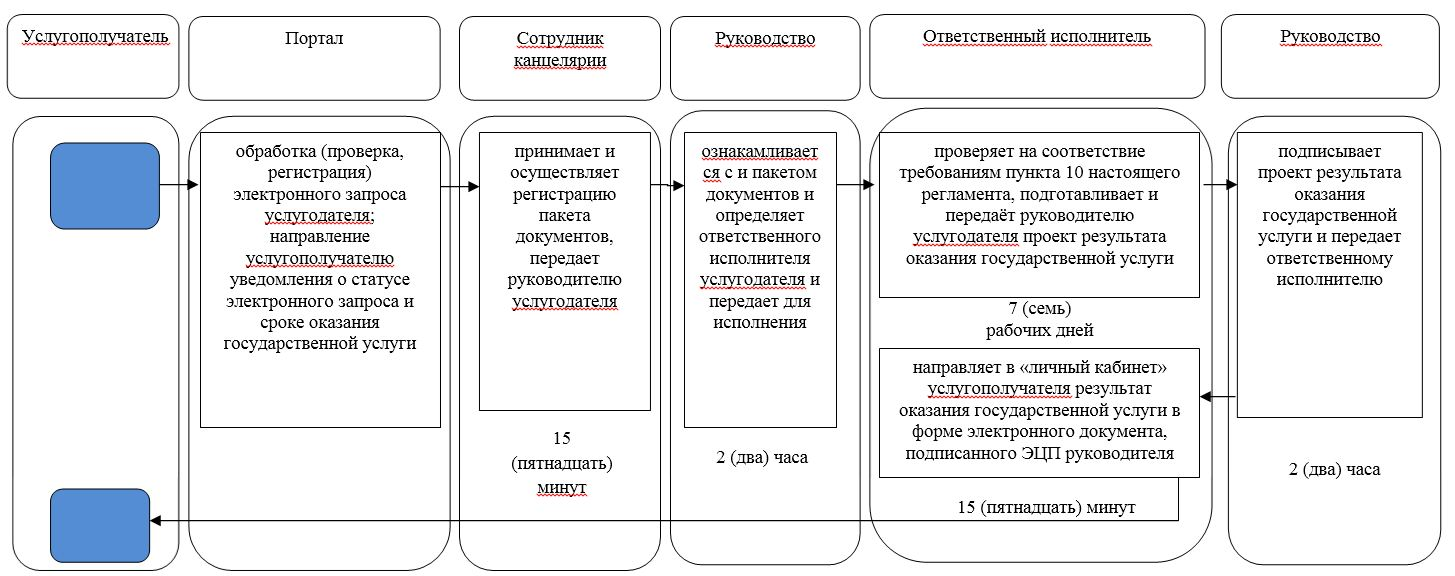 Услугополучатель
Портал
Сотрудник
канцелярии
Руководство
Ответственный исполнитель
Руководство
обработка (проверка,
регистрация)
электронного запроса
услугодателя;
направление
услугополучателю
уведомления о статусе
электронного запроса и
сроке оказания
государственной услуги
принимает и
осуществляет
регистрацию
пакета
документов,
передает
руководителю
услугодателя
15
(пятнадцать)
минут
ознакамливает
ся с и пакетом
документов и
определяет
ответственного
исполнителя
услугодателя и
передает для
исполнения
2 (два) часа
проверяет на соответствие
требованиям пункта 10 настоящего
регламента, подготавливает и
передаёт руководителю
услугодателя проект результата
оказания государственной услуги
7 (семь)
рабочих дней
направляет в «личный кабинет»
услугополучателя результат
оказания государственной услуги в
форме электронного документа,
подписанного ЭЦП руководителя
15 (пятнадцать) минут
подписывает
проект результата
оказания
государственной
услуги и передает
ответственному
исполнителю
2 (два) часа